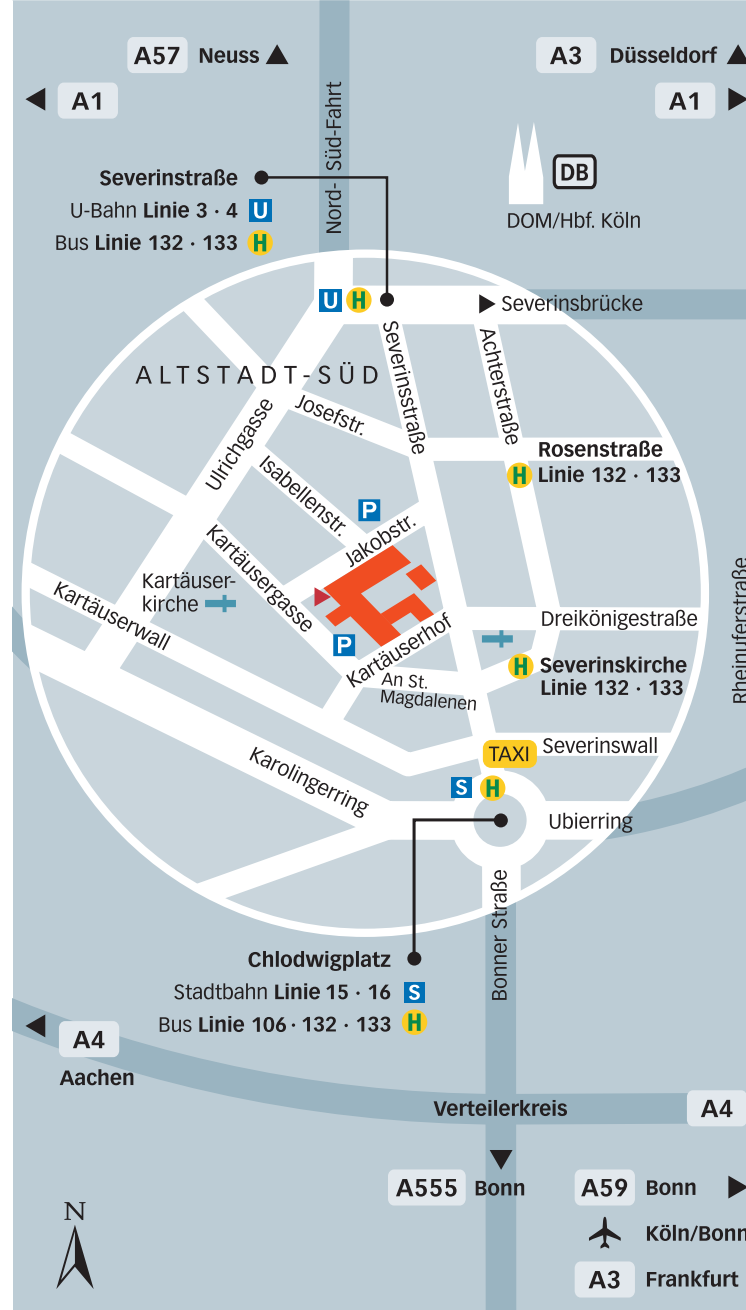 A57 Neuss
A3 Düsseldorf
A1
A1
Nord- Süd-Fahrt
Severinstraße
U-Bahn Linie 3 · 4 U
Bus Linie 132 · 133 H
DB
DOM/Hbf. Köln
U H
Severinsbrücke
Severinsstraße
Achterstraße
ALTSTADT-SÜD
Josefstr.
Ulrichgasse
Rosenstraße
H Linie 132 · 133
Isabellenstr.
P
Jakobstr.
Kartäusergasse
Kartäuser-
kirche
Kartäuserwall
Rheinuferstraße
Dreikönigestraße
P
Kartäuserhof
An St.
Magdalenen
H Severinskirche
Linie 132 · 133
TAXI
Severinswall
Karolingerring
S H
Ubierring
Bonner Straße
Chlodwigplatz
Stadtbahn Linie 15 · 16 S
Bus Linie 106 · 132 · 133 H
A4
Aachen
Verteilerkreis
A4
A555 Bonn
A59 Bonn
Köln/Bonn
A3 Frankfurt
N